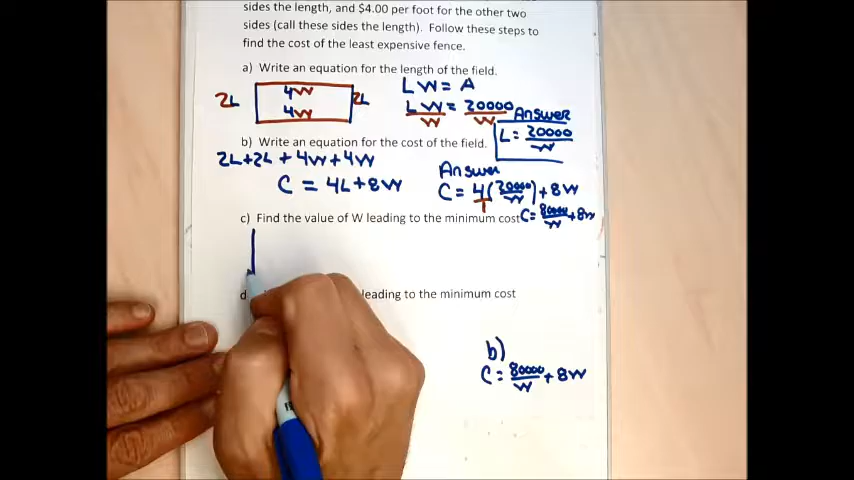 sides the length, and $4.00 per foot for the other two
sides (call these sides the length). Follow these steps to
find the cost of the least expensive fence.
a) Write an equation for the length of the field.
2L 4W 4W 2L
LW = A
LW/W = 20000/W
Answer
L = 20000/W
b) Write an equation for the cost of the field.
2L+2L + 4W+4W
C = 4L+8W
Answer
C = 4/1(20000/W)+8W
c) Find the value of W leading to the minimum cost
C = 80000/W+8W
d leading to the minimum cost
b)
C = 80000/W + 8W